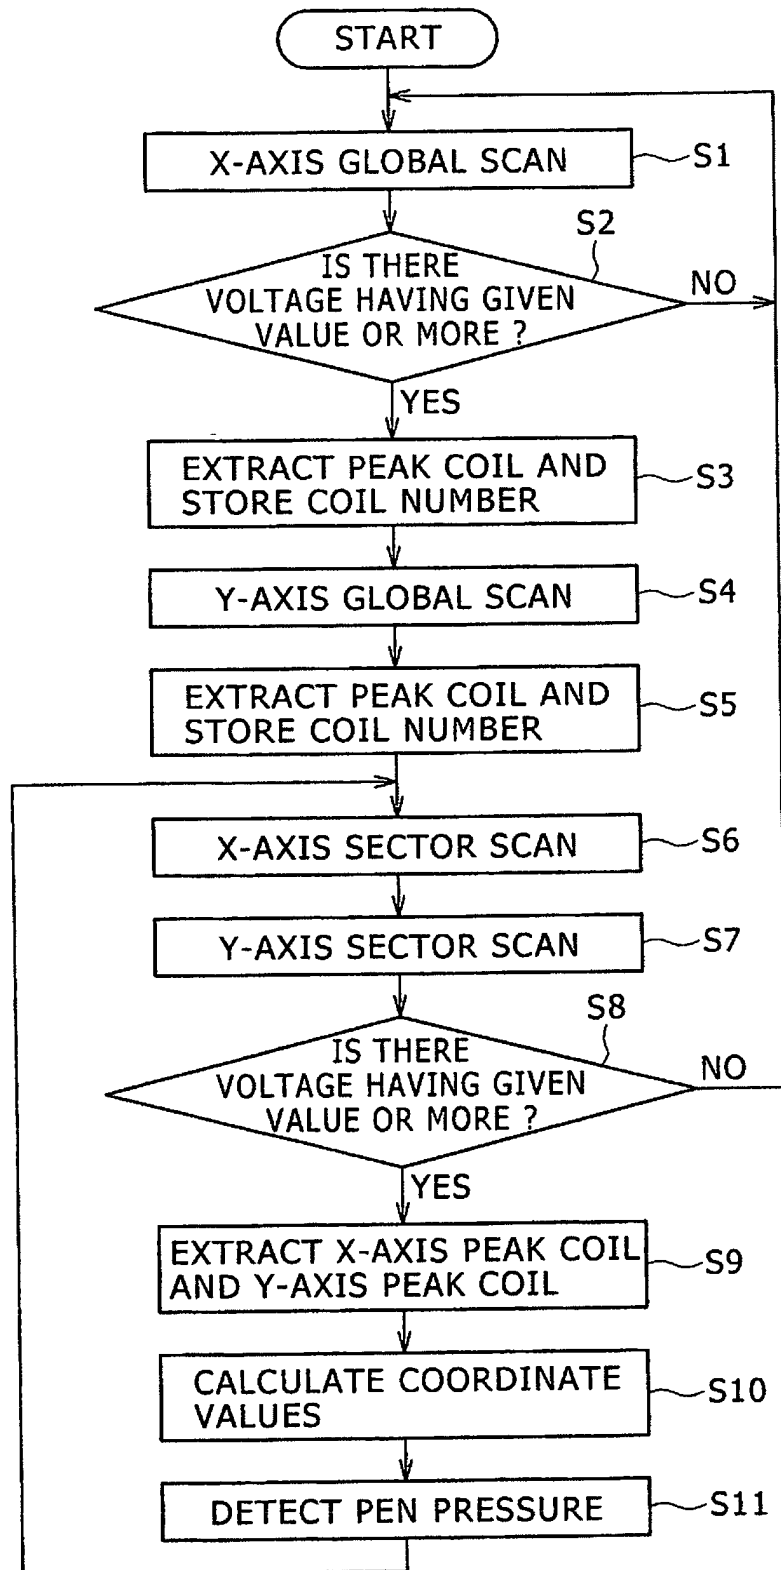 START
X-AXIS GLOBAL SCAN
S1
S2
IS THERE
VOLTAGE HAVING GIVEN
VALUE OR MORE ?
NO
YES
EXTRACT PEAK COIL AND
STORE COIL NUMBER
S3
Y-AXIS GLOBAL SCAN
S4
EXTRACT PEAK COIL AND
STORE COIL NUMBER
S5
X-AXIS SECTOR SCAN
S6
Y-AXIS SECTOR SCAN
S7
S8
IS THERE
VOLTAGE HAVING GIVEN
VALUE OR MORE ?
NO
YES
EXTRACT X-AXIS PEAK COIL
AND Y-AXIS PEAK COIL
S9
CALCULATE COORDINATE
VALUES
S10
DETECT PEN PRESSURE
S11